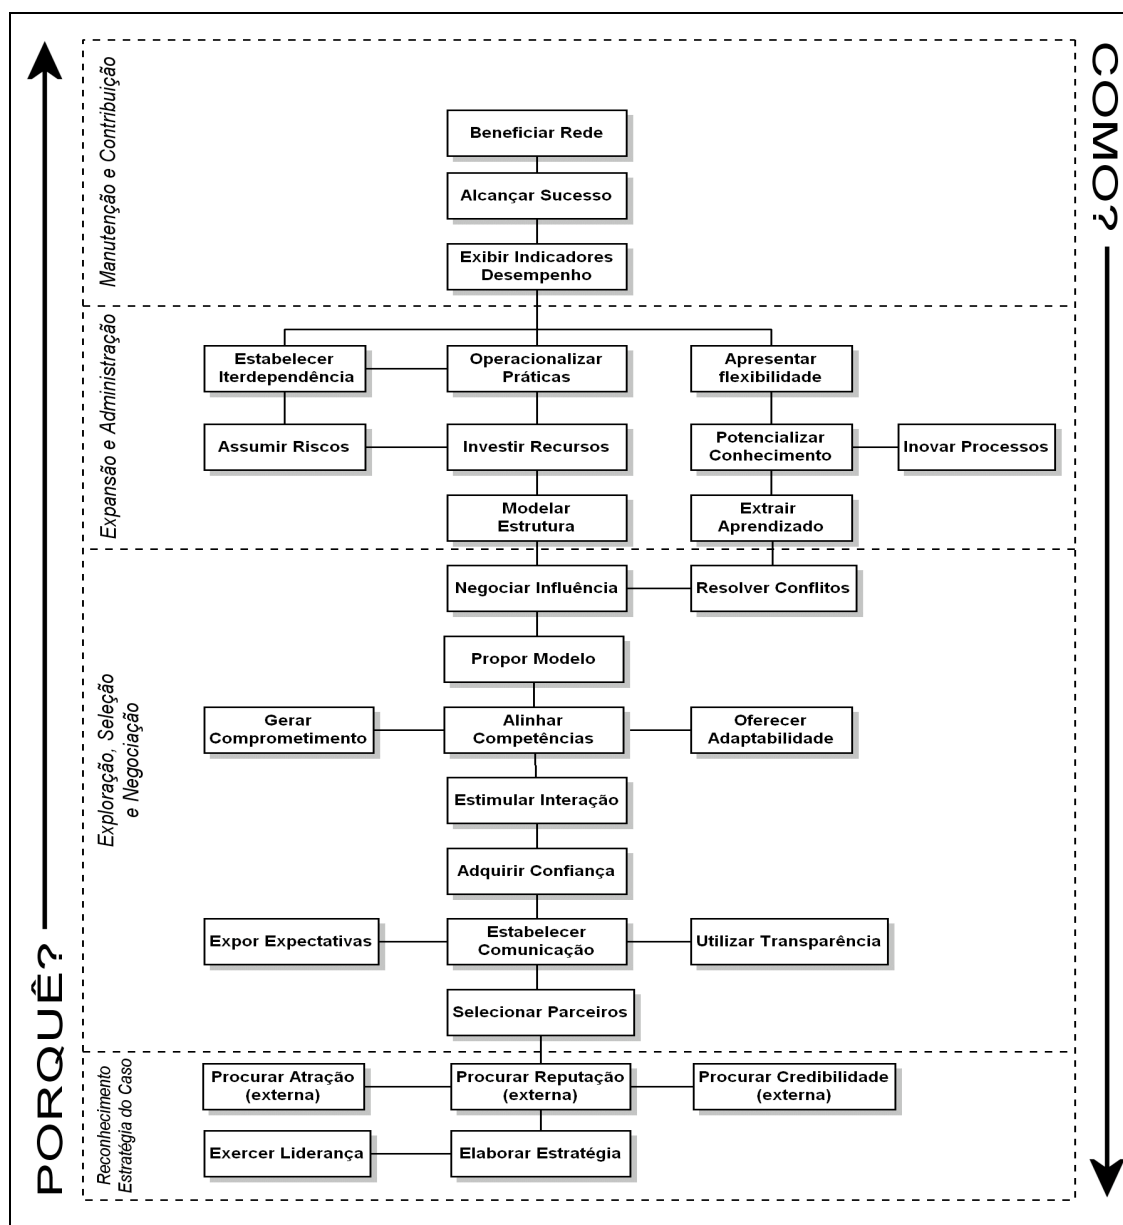 PORQUÊ?
COMO?
Manutenção e Contribuição
Beneficiar Rede
Alcançar Sucesso
Exibir Indicadores
Desempenho
Expansão e Administração
Estabelecer
Iterdependência
Operacionalizar
Práticas
Apresentar
flexibilidade
Assumir Riscos
Investir Recursos
Potencializar
Conhecimento
Inovar Processos
Modelar
Estrutura
Extrair
Aprendizado
Exploração, Seleção
e Negociação
Negociar Influência
Resolver Conflitos
Propor Modelo
Gerar
Comprometimento
Alinhar
Competências
Oferecer
Adaptabilidade
Estimular Interação
Adquirir Confiança
Expor Expectativas
Estabelecer
Comunicação
Utilizar Transparência
Selecionar Parceiros
Reconhecimento
Estratégia do Caso
Procurar Atração
(externa)
Procurar Reputação
(externa)
Procurar Credibilidade
(externa)
Exercer Liderança
Elaborar Estratégia